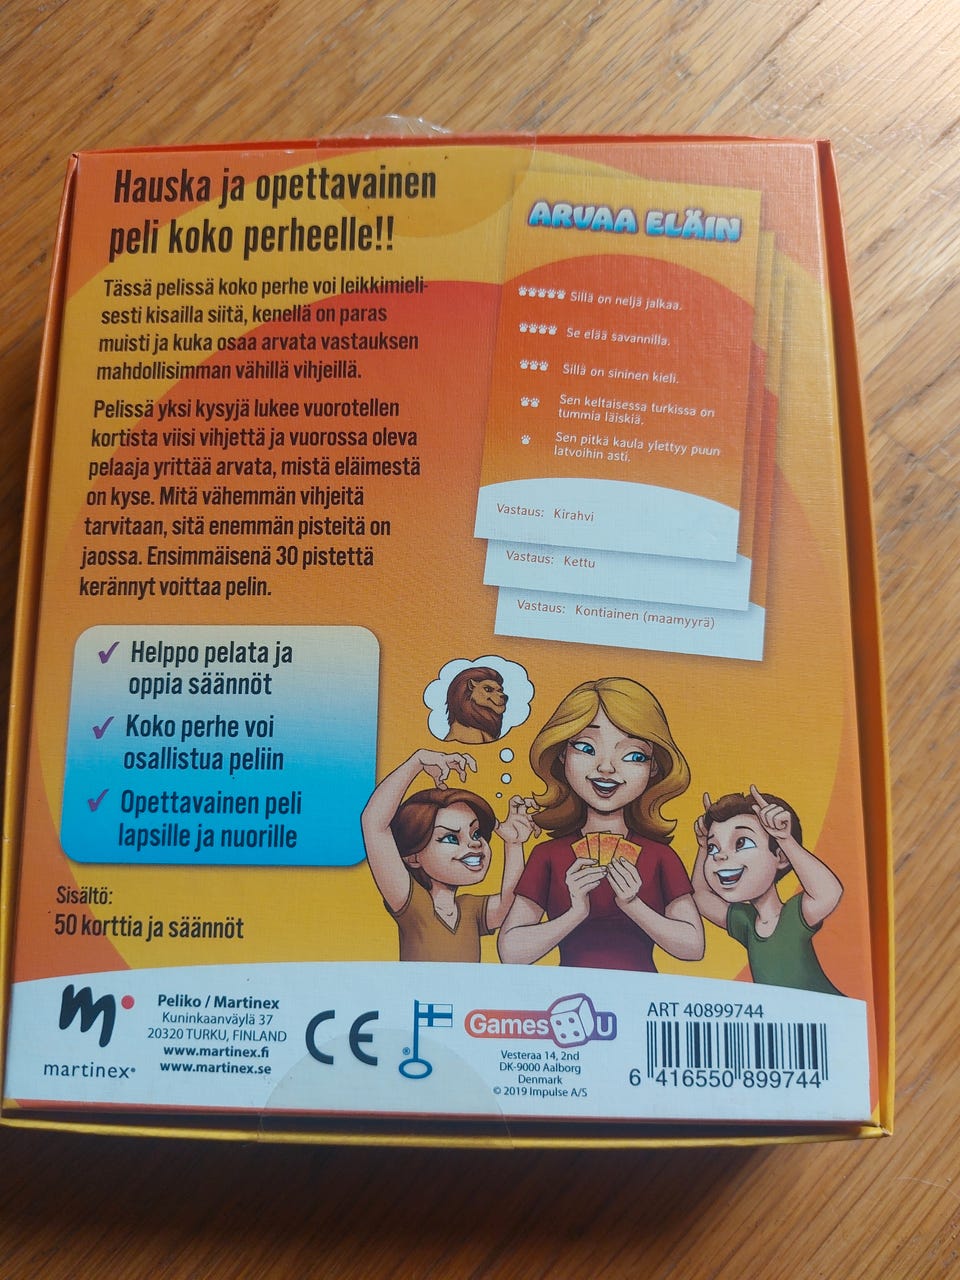 Hauska ja opettavainen
peli koko perheelle!!
Tässä pelissä koko perhe voi leikkimieli-
sesti kisailla siitä, kenellä on paras
muisti ja kuka osaa arvata vastauksen
mahdollisimman vähillä vihjeillä.
Pelissä yksi kysyjä lukee vuorotellen
kortista viisi vihjettä ja vuorossa oleva
pelaaja yrittää arvata, mistä eläimestä
on kyse. Mitä vähemmän vihjeitä
tarvitaan, sitä enemmän pisteitä on
jaossa. Ensimmäisenä 30 pistettä
kerännyt voittaa pelin.
ARVAA ELÄIN
Sillä on neljä jalkaa.
Se elää savannilla.
Sillä on sininen kieli.
Sen keltaisessa turkissa on
tummia läiskiä.
Sen pitkä kaula ylettyy puun
latvoihin asti.
Vastaus: Kirahvi
Vastaus: Kettu
Vastaus: Kontiainen (maamyyrä)
Helppo pelata ja
oppia säännöt
Koko perhe voi
osallistua peliin
Opettavainen peli
lapsille ja nuorille
Sisältö:
50 korttia ja säännöt
m
martinex®
Peliko / Martinex
Kuninkaanväylä 37
20320 TURKU, FINLAND
www.martinex.fi
www.martinex.se
CE
®
Games4U
Vesteraa 14, 2nd
DK-9000 Aalborg
Denmark
© 2019 Impulse A/S
ART 40899744
6 416550 899744